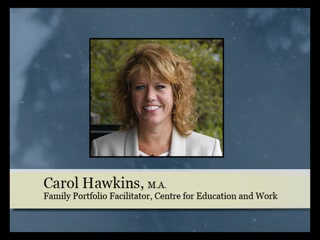 Carol Hawkins, M.A.
Family Portfolio Facilitator, Centre for Education and Work